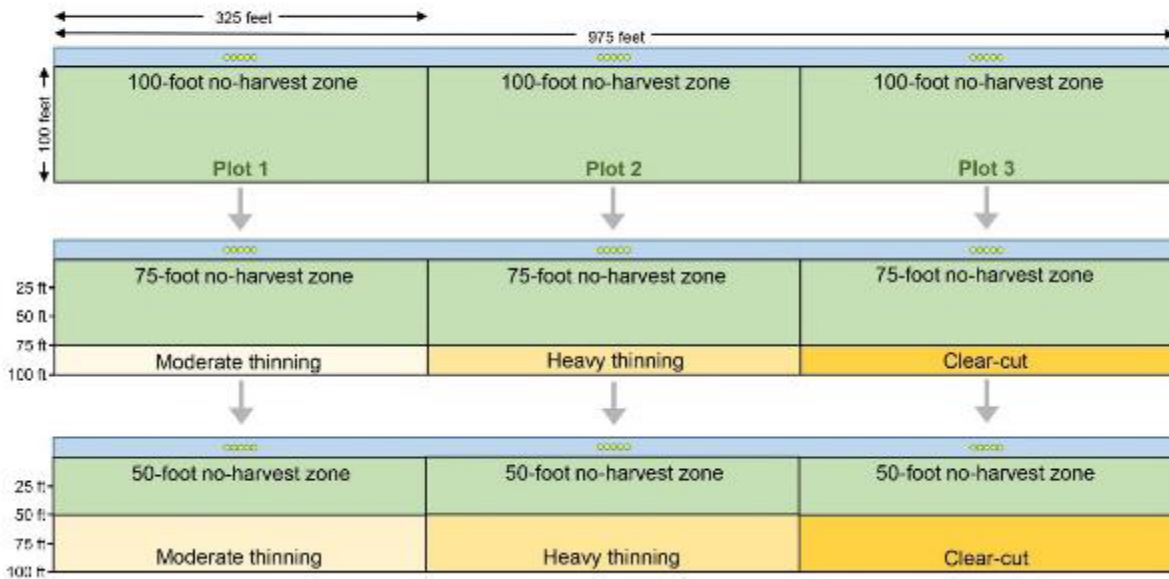 325 feet
975 feet
100 feet
100-foot no-harvest zone 100-foot no-harvest zone 100-foot no-harvest zone
Plot 1 Plot 2 Plot 3
75-foot no-harvest zone 75-foot no-harvest zone 75-foot no-harvest zone
25 ft
50 ft
75 ft
Moderate thinning Heavy thinning Clear-cut
100 ft
50-foot no-harvest zone 50-foot no-harvest zone 50-foot no-harvest zone
25 ft
50 ft
75 ft
Moderate thinning Heavy thinning Clear-cut
100 ft